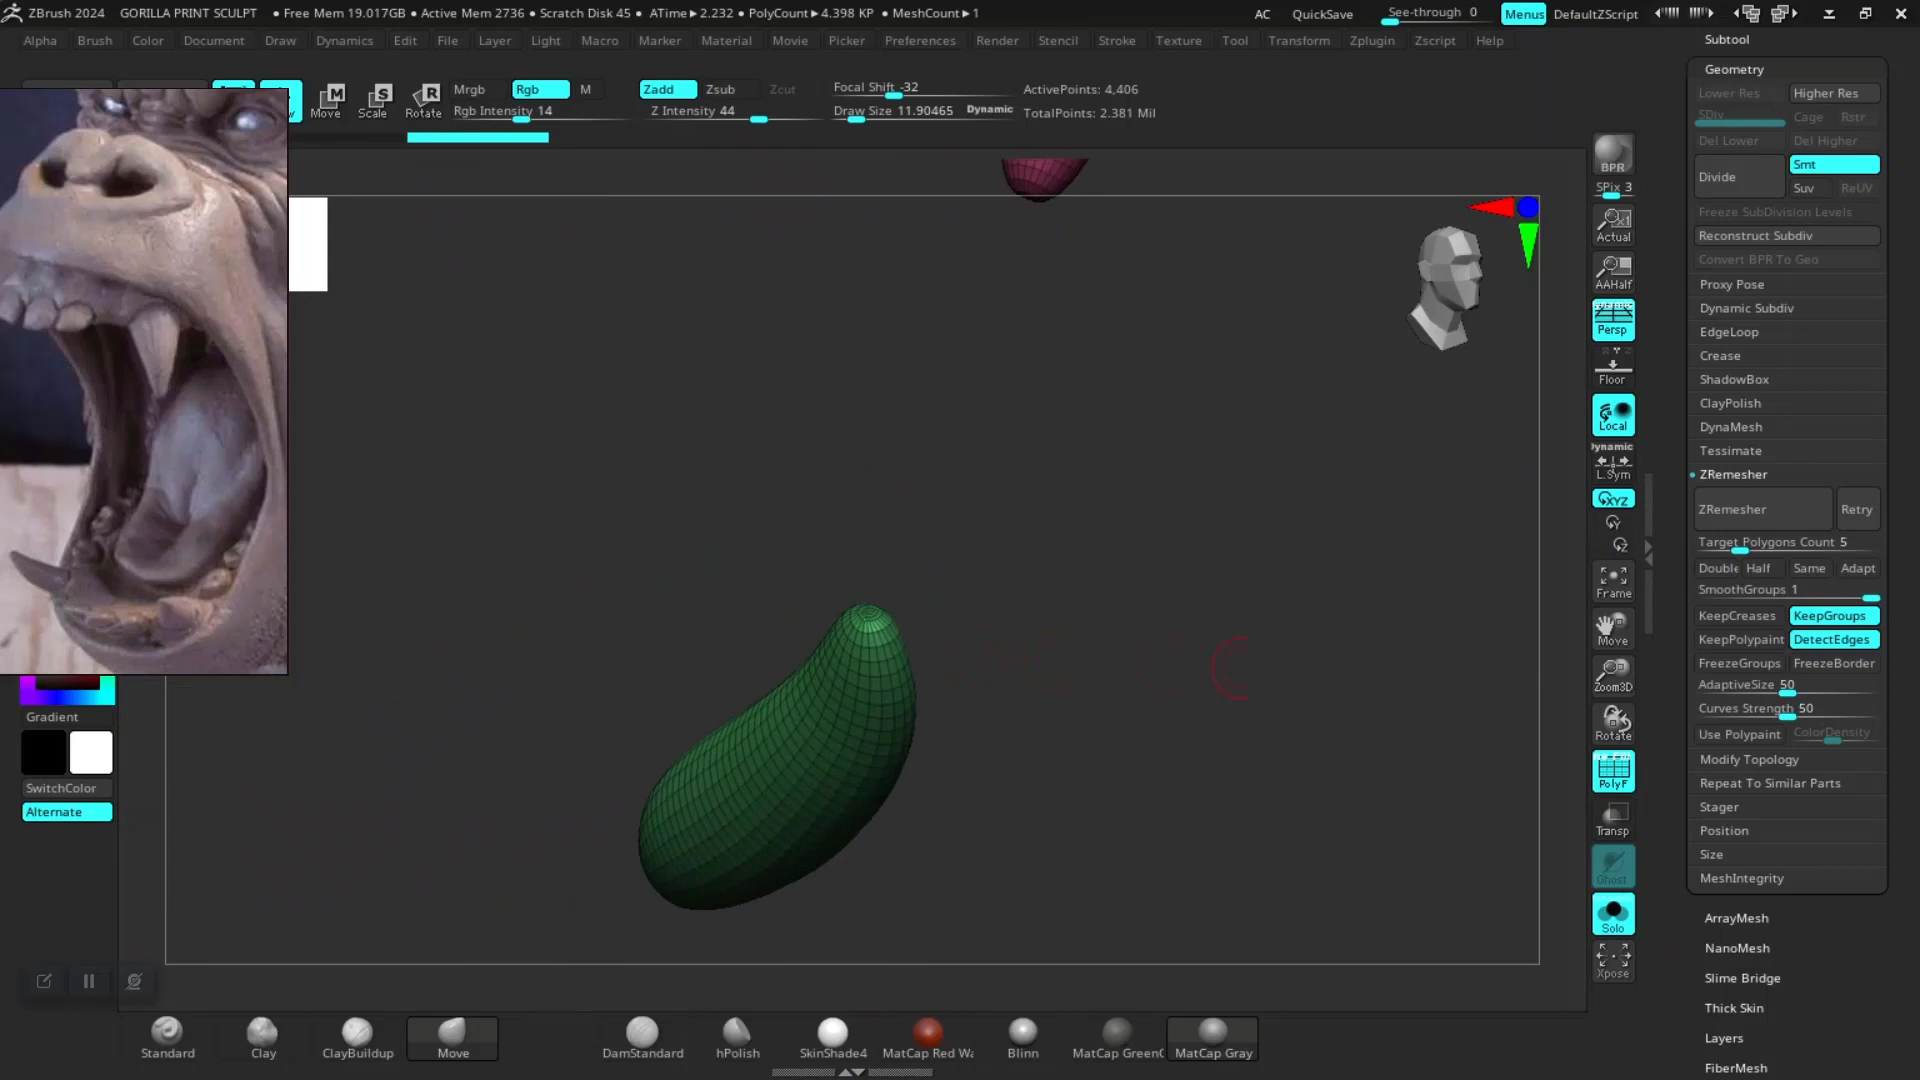 ZBrush 2024 GORILLA PRINT SCULPT • Free Mem 19.017GB • Active Mem 2736 • Scratch Disk 45 • ATime►2.232 • PolyCount►4.398 KP • MeshCount►1 AC QuickSave See-through 0 Menus DefaultZScript
Alpha Brush Color Document Draw Dynamics Edit File Layer Light Macro Marker Material Movie Picker Preferences Render Stencil Stroke Texture Tool Transform Zplugin Zscript Help
Move Scale Rotate
Mrgb Rgb M
Rgb Intensity 14
Zadd Zsub Zcut
Z Intensity 44
Focal Shift -32
Draw Size 11.90465 Dynamic
ActivePoints: 4,406
TotalPoints: 2.381 Mil
Gradient
SwitchColor
Alternate
BPR
SPix 3
Actual
AAHalf
Persp
Floor
Local
Dynamic
L.Sym
XYZ
Y
Z
Frame
Move
Zoom3D
Rotate
PolyF
Transp
Ghost
Solo
Xpose
Subtool
Geometry
Lower Res Higher Res
SDiv Cage Rstr
Del Lower Del Higher
Divide Smt
Suv ReUV
Freeze SubDivision Levels
Reconstruct Subdiv
Convert BPR To Geo
Proxy Pose
Dynamic Subdiv
EdgeLoop
Crease
ShadowBox
ClayPolish
DynaMesh
Tessimate
ZRemesher
ZRemesher Retry
Target Polygons Count 5
Double Half Same Adapt
SmoothGroups 1
KeepCreases KeepGroups
KeepPolypaint DetectEdges
FreezeGroups FreezeBorder
AdaptiveSize 50
Curves Strength 50
Use Polypaint ColorDensity
Modify Topology
Repeat To Similar Parts
Stager
Position
Size
MeshIntegrity
ArrayMesh
NanoMesh
Slime Bridge
Thick Skin
Layers
FiberMesh
Standard Clay ClayBuildup Move DamStandard hPolish SkinShade4 MatCap Red Wa Blinn MatCap GreenC MatCap Gray